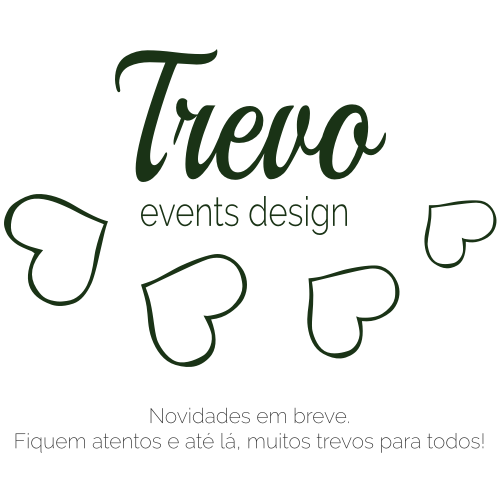 Trevo
events design
Novidades em breve.
Fiquem atentos e até lá, muitos trevos para todos!